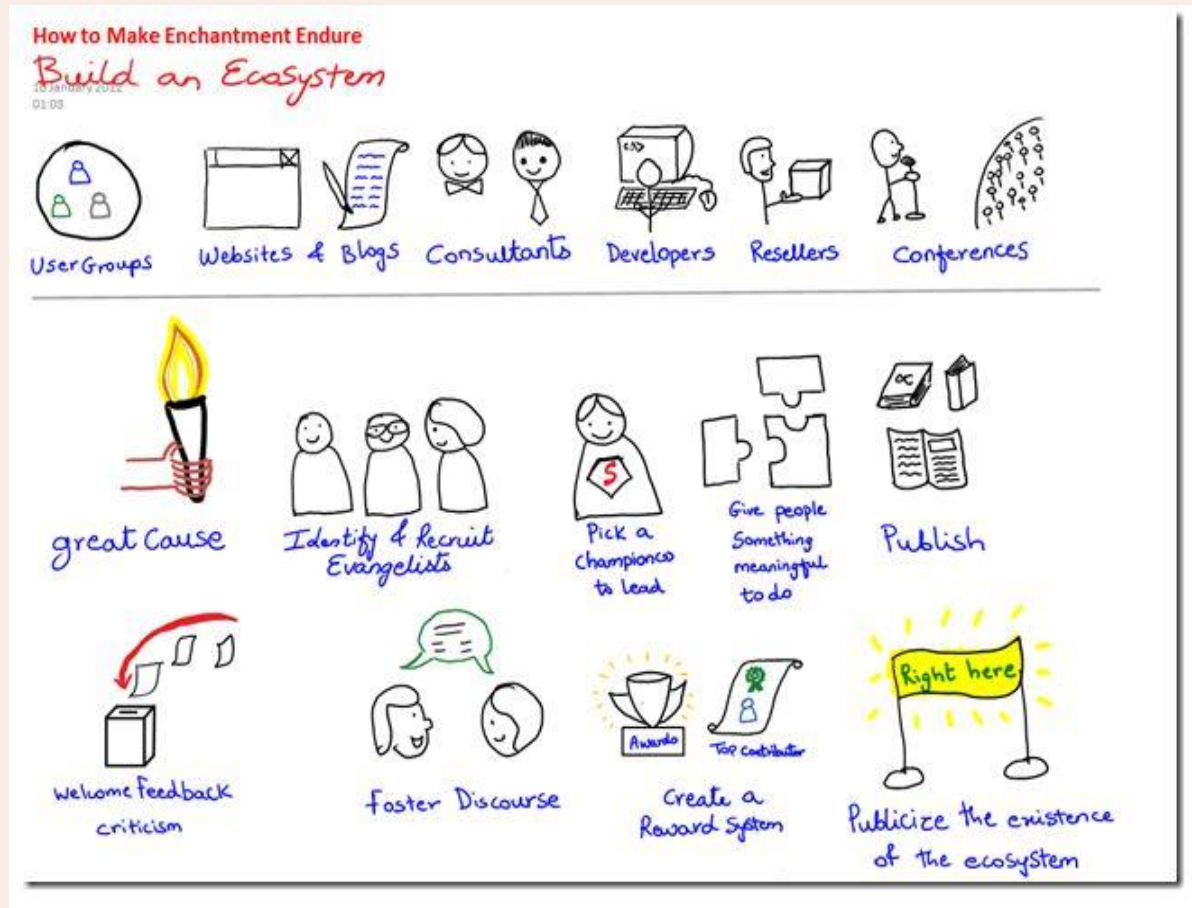 How to Make Enchantment Endure
Build an Ecosystem
10 January 2012
01:03
User Groups
Websites & Blogs
Consultants
Developers
Resellers
Conferences
great Cause
Identify & Recruit
Evangelists
S
Pick a
Champion
to lead
Give people
Something
meaningful
to do
Publish
Welcome Feedback
criticism
Foster Discourse
Awards
Top Contributor
Create a
Reward System
Right here
Publicize the existence
of the ecosystem